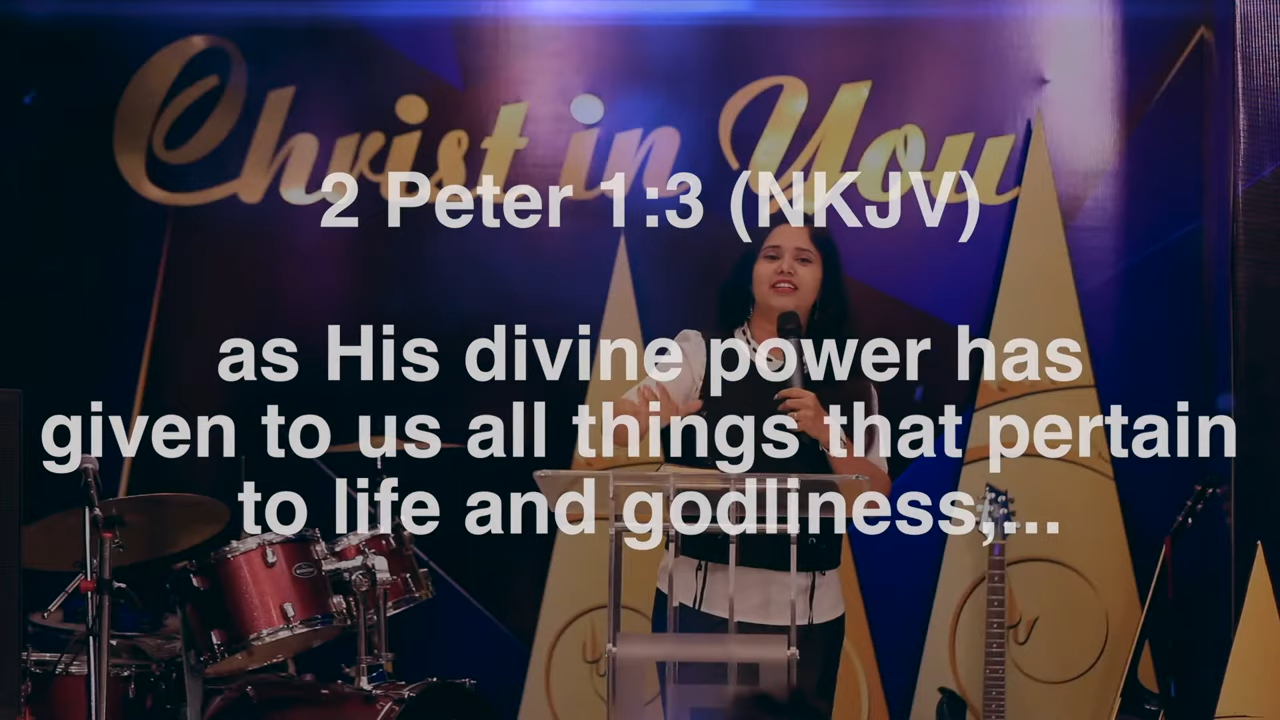 Christ in You
2 Peter 1:3 (NKJV)
as His divine power has
given to us all things that pertain
to life and godliness,...